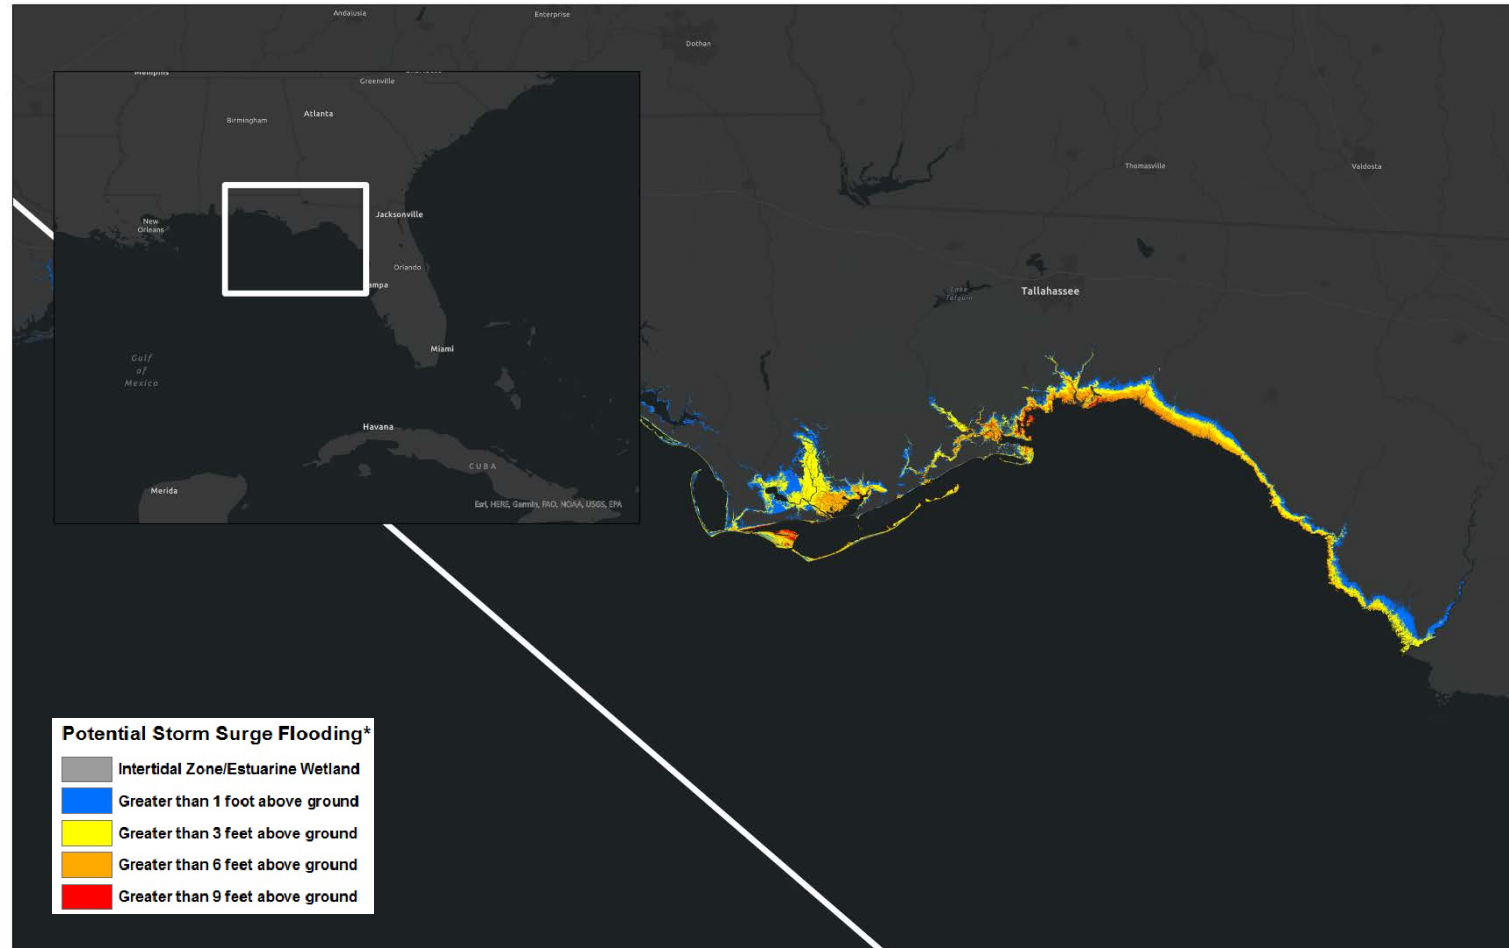 Andalusia
Enterprise
Dothan
Greenville
Atlanta
Birmingham
Thomasville
Valdosta
Jacksonville
New
Orleans
Orlando
ampa
Lake
Talquin
Tallahassee
Miami
Gulf
of
Mexico
Havana
CUBA
Merida
Esri, HERE, Garmin, FAO, NOAA, USGS, EPA
Potential Storm Surge Flooding*
Intertidal Zone/Estuarine Wetland
Greater than 1 foot above ground
Greater than 3 feet above ground
Greater than 6 feet above ground
Greater than 9 feet above ground